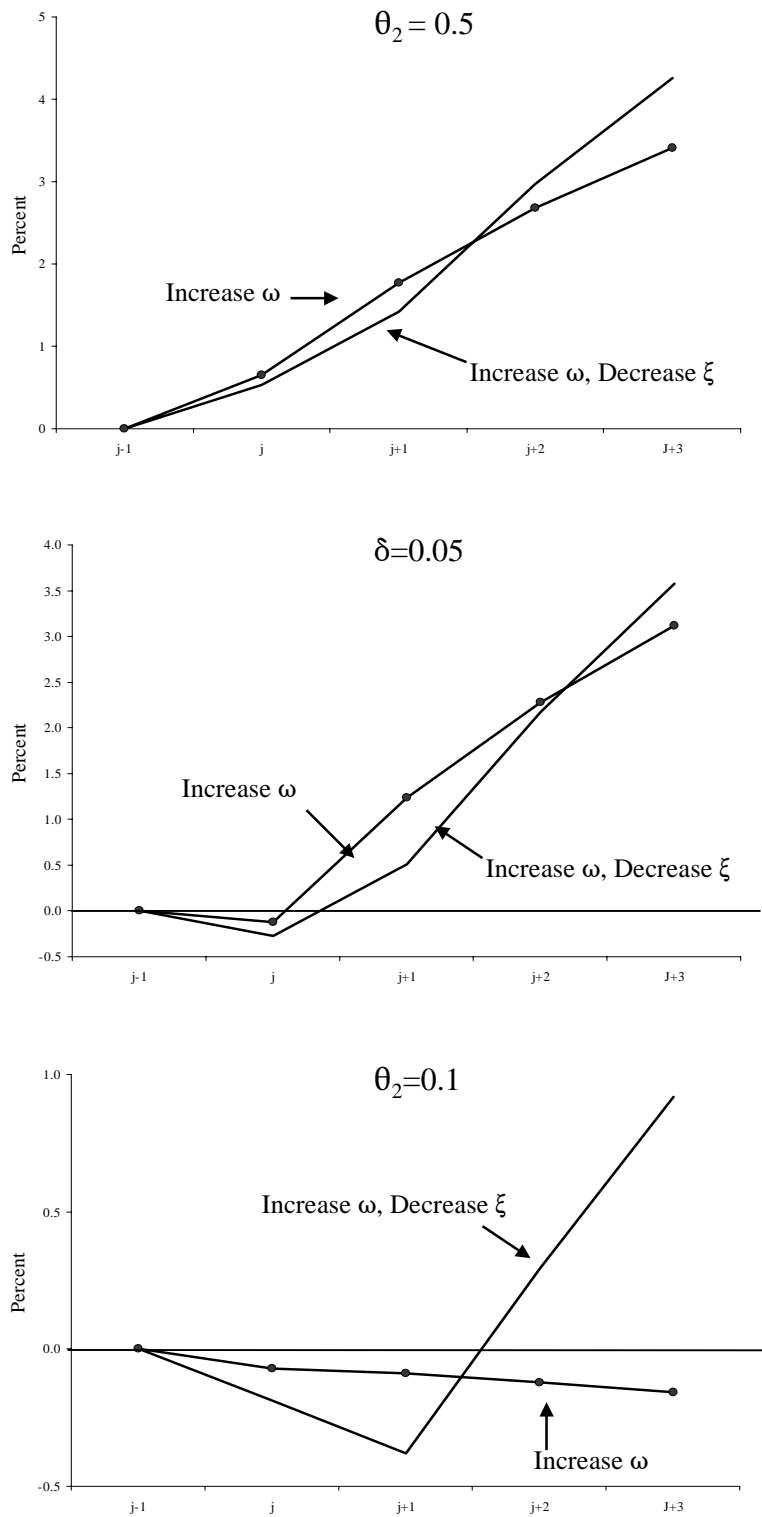 θ2 = 0.5
5
4
3
2
1
0
Percent
Increase ω
Increase ω, Decrease ξ
j-1 j j+1 j+2 J+3
δ=0.05
4.0
3.5
3.0
2.5
2.0
1.5
1.0
0.5
0.0
-0.5
Percent
Increase ω
Increase ω, Decrease ξ
j-1 j j+1 j+2 J+3
θ2=0.1
1.0
0.5
0.0
-0.5
Percent
Increase ω, Decrease ξ
Increase ω
j-1 j j+1 j+2 J+3